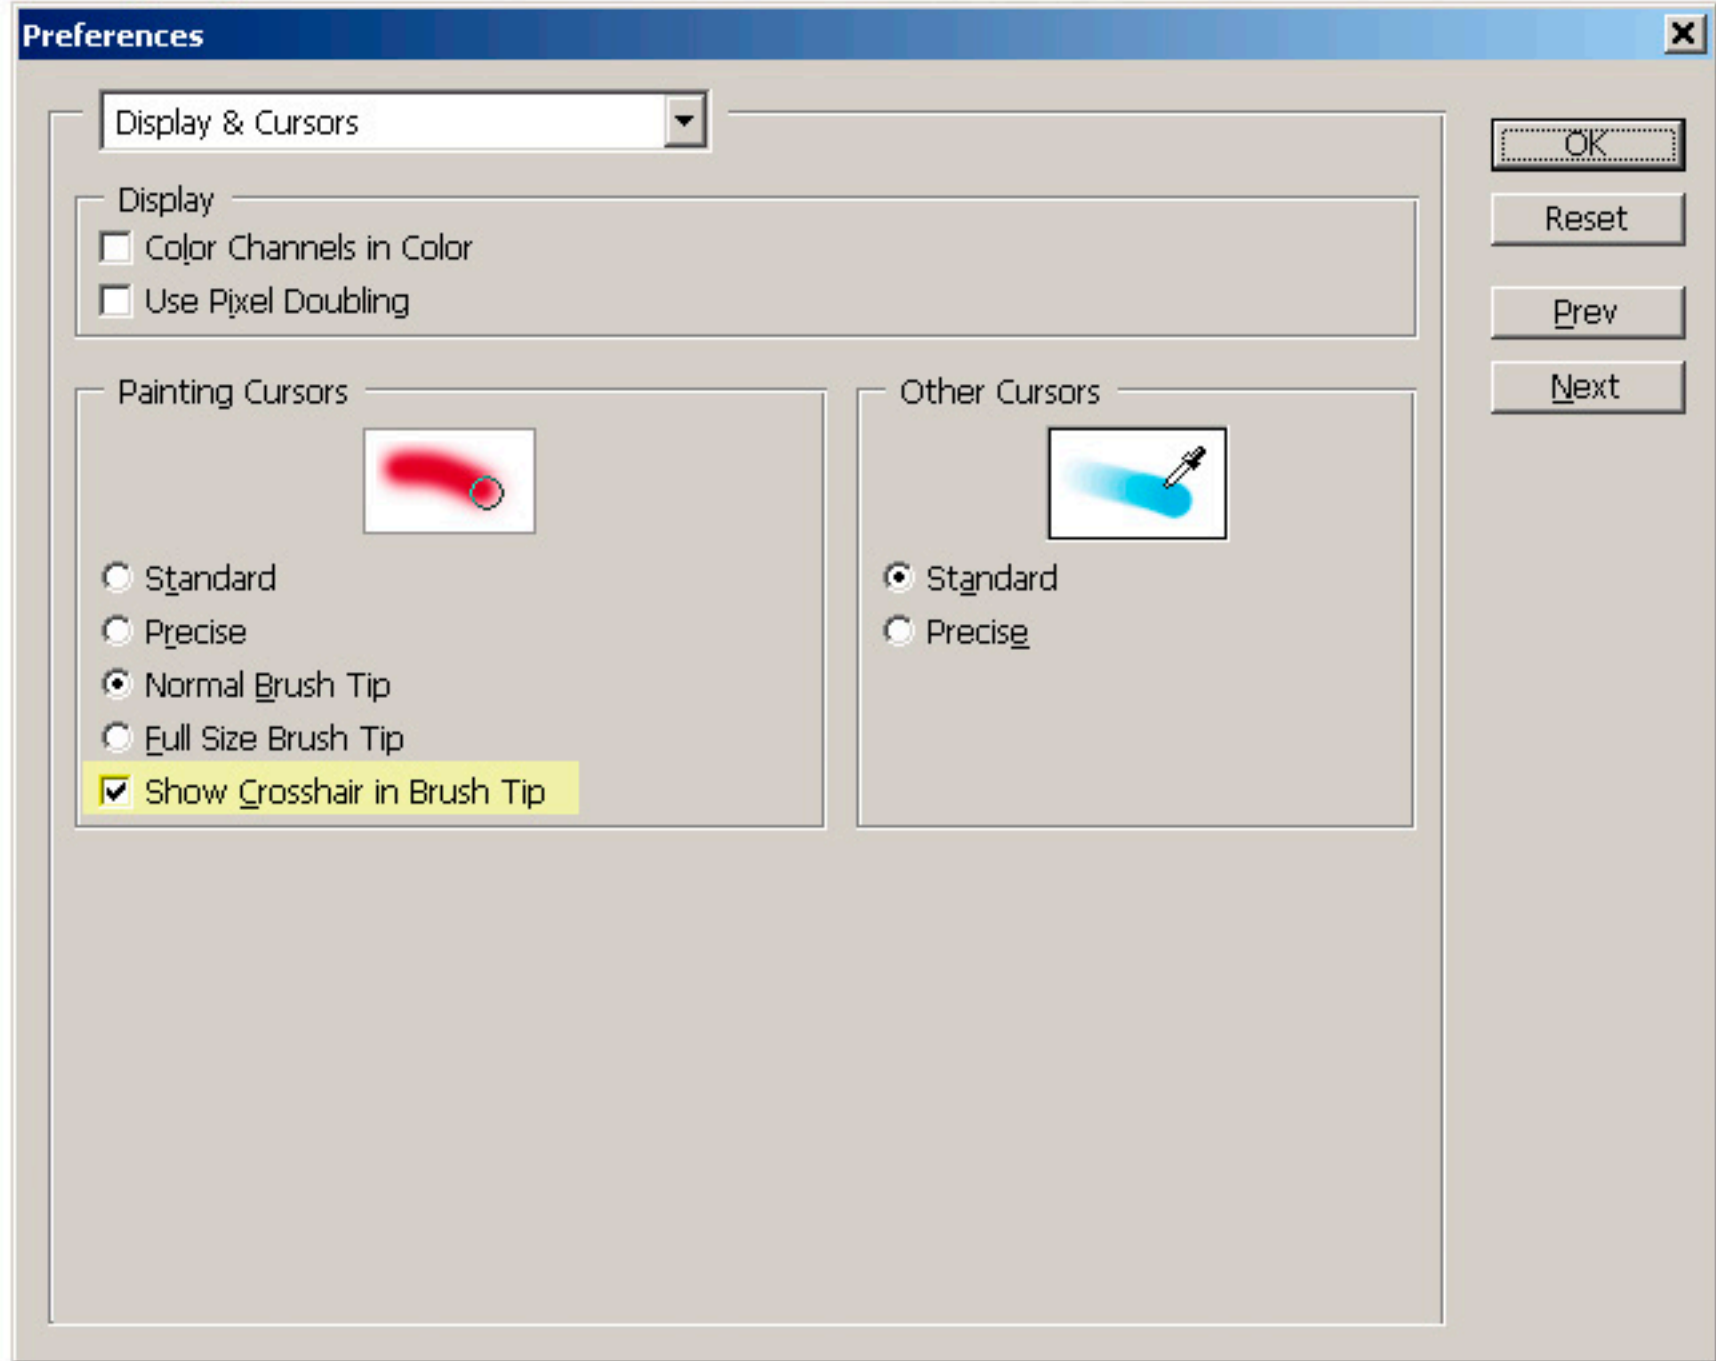 Preferences
Display & Cursors
OK
Display
Color Channels in Color
Reset
Use Pixel Doubling
Prev
Painting Cursors
Other Cursors
Next
Standard
Standard
Precise
Precise
Normal Brush Tip
Full Size Brush Tip
Show Crosshair in Brush Tip